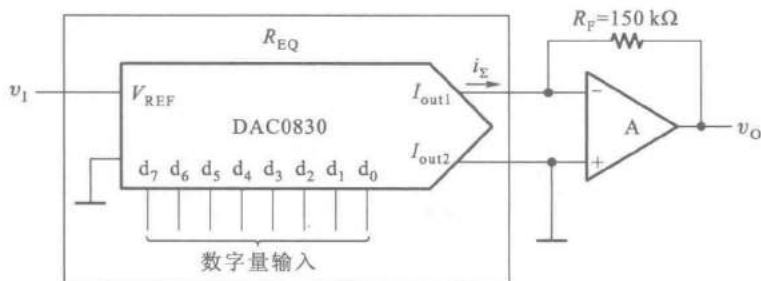 R_F=150 kΩ
R_EQ
i_Σ
v_I
V_REF
I_out1
−
A
v_O
DAC0830
I_out2
+
d_7 d_6 d_5 d_4 d_3 d_2 d_1 d_0
数字量输入